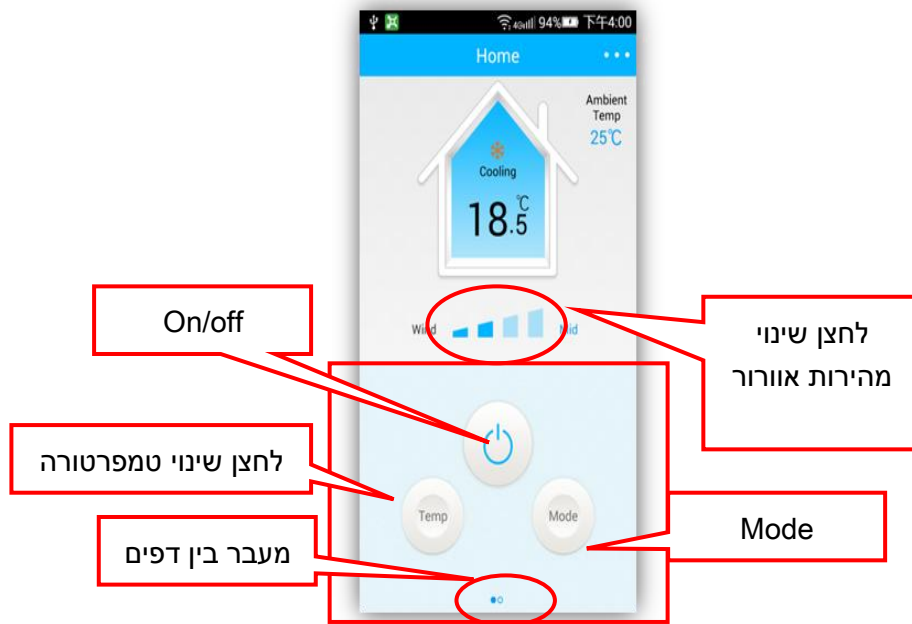 4G 94% 下午4:00
Home
Ambient
Temp
25℃
Cooling
18.5℃
Wind
Mid
On/off
לחצן שינוי
מהירות אוורור
לחצן שינוי טמפרטורה
Temp
Mode
Mode
מעבר בין דפים